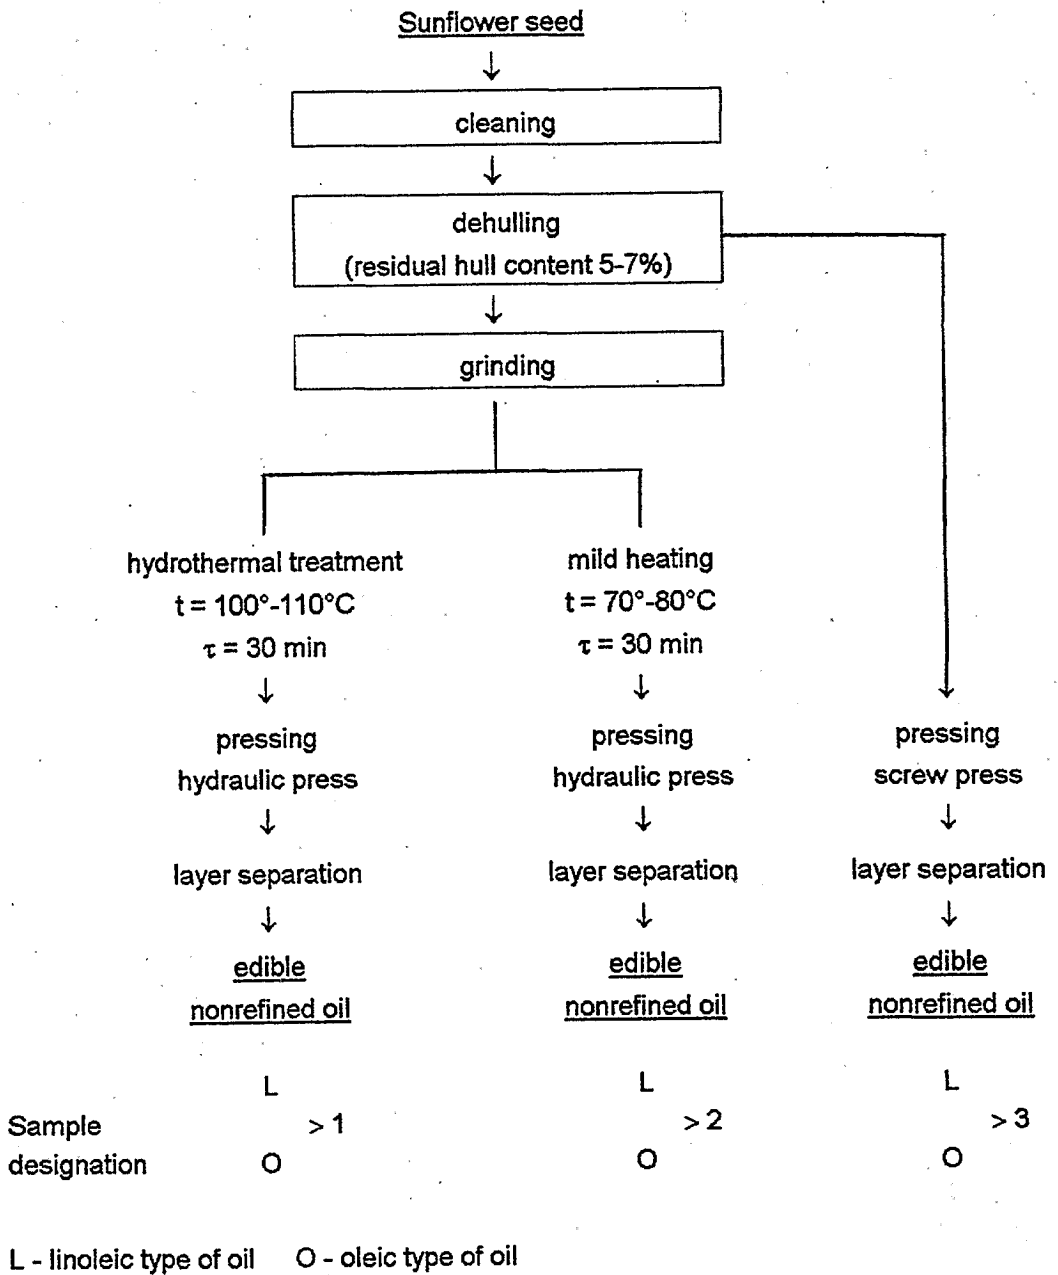 Sunflower seed
↓
cleaning
↓
dehulling
(residual hull content 5-7%)
↓
grinding
hydrothermal treatment
t = 100°-110°C
τ = 30 min
↓
pressing
hydraulic press
↓
layer separation
↓
edible
nonrefined oil
L
> 1
O
mild heating
t = 70°-80°C
τ = 30 min
↓
pressing
hydraulic press
↓
layer separation
↓
edible
nonrefined oil
L
> 2
O
pressing
screw press
↓
layer separation
↓
edible
nonrefined oil
L
> 3
O
Sample
designation
L - linoleic type of oil O - oleic type of oil